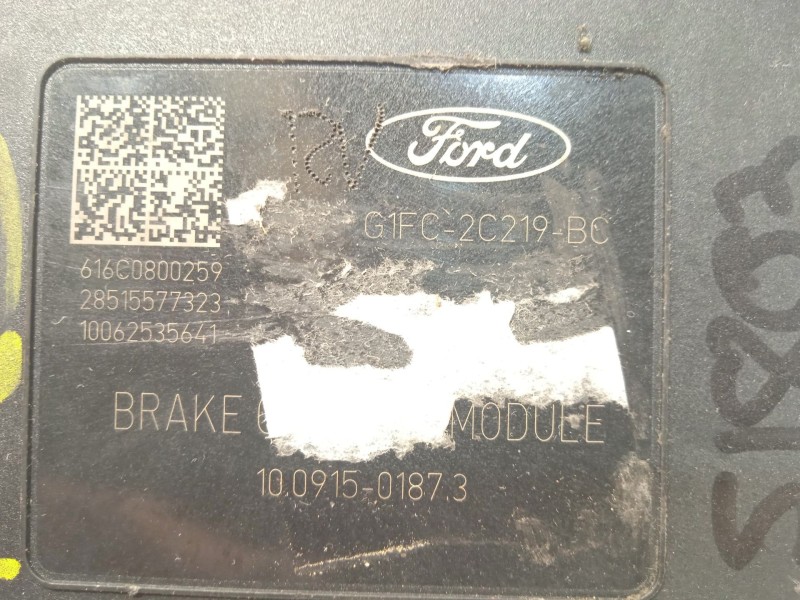 Ford
G1FC-2C219-BC
616C0800259
28515577323
10062535641
BRAKE MODULE
10.0915-0187.3